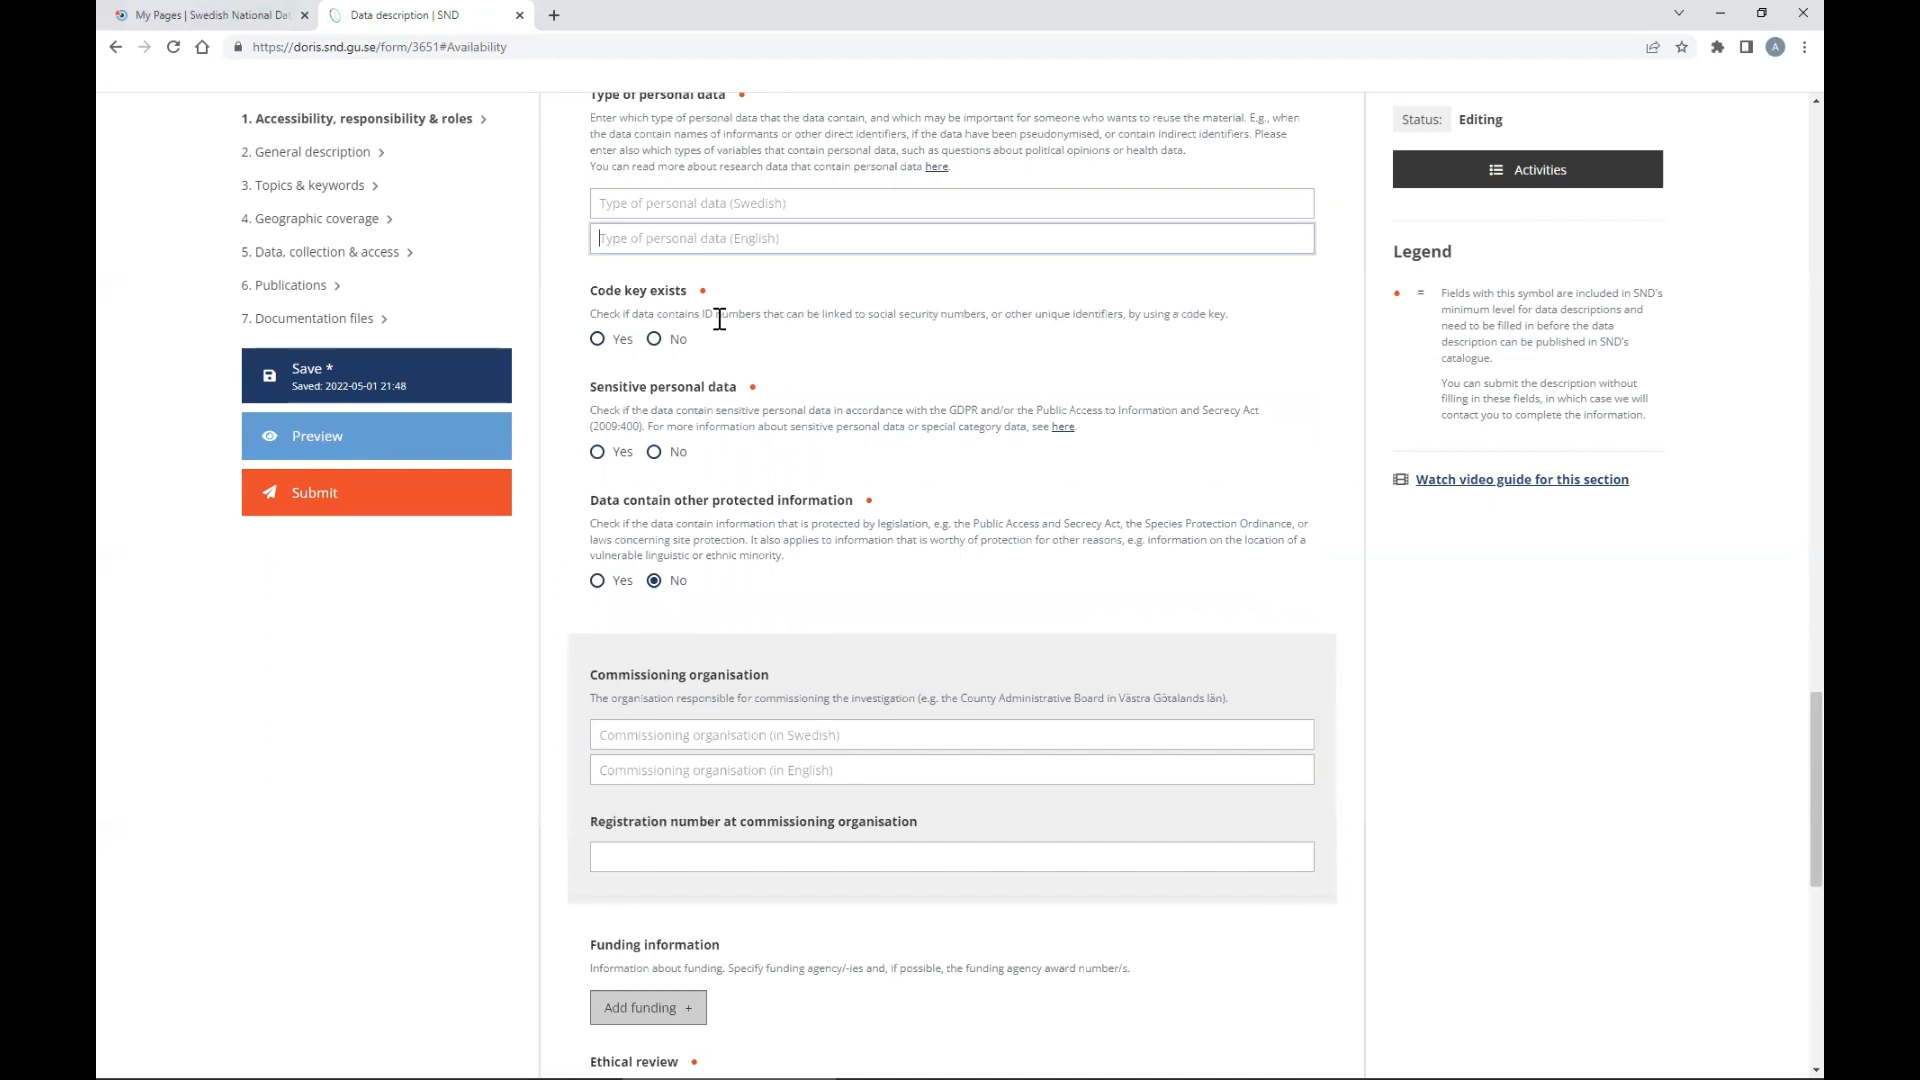 My Pages | Swedish National Dat
Data description | SND
https://doris.snd.gu.se/form/3651#Availability
A
1. Accessibility, responsibility & roles
2. General description
3. Topics & keywords
4. Geographic coverage
5. Data, collection & access
6. Publications
7. Documentation files
Save *
Saved: 2022-05-01 21:48
Preview
Submit
Type of personal data
Enter which type of personal data that the data contain, and which may be important for someone who wants to reuse the material. E.g., when
the data contain names of informants or other direct identifiers, if the data have been pseudonymised, or contain indirect identifiers. Please
enter also which types of variables that contain personal data, such as questions about political opinions or health data.
You can read more about research data that contain personal data here.
Type of personal data (Swedish)
Type of personal data (English)
Code key exists
Check if data contains ID numbers that can be linked to social security numbers, or other unique identifiers, by using a code key.
Yes No
Sensitive personal data
Check if the data contain sensitive personal data in accordance with the GDPR and/or the Public Access to Information and Secrecy Act
(2009:400). For more information about sensitive personal data or special category data, see here.
Yes No
Data contain other protected information
Check if the data contain information that is protected by legislation, e.g. the Public Access and Secrecy Act, the Species Protection Ordinance, or
laws concerning site protection. It also applies to information that is worthy of protection for other reasons, e.g. information on the location of a
vulnerable linguistic or ethnic minority.
Yes No
Commissioning organisation
The organisation responsible for commissioning the investigation (e.g. the County Administrative Board in Västra Götalands län).
Commissioning organisation (in Swedish)
Commissioning organisation (in English)
Registration number at commissioning organisation
Funding information
Information about funding. Specify funding agency/-ies and, if possible, the funding agency award number/s.
Add funding +
Ethical review
Status: Editing
Activities
Legend
= Fields with this symbol are included in SND's
minimum level for data descriptions and
need to be filled in before the data
description can be published in SND's
catalogue.
You can submit the description without
filling in these fields, in which case we will
contact you to complete the information.
Watch video guide for this section